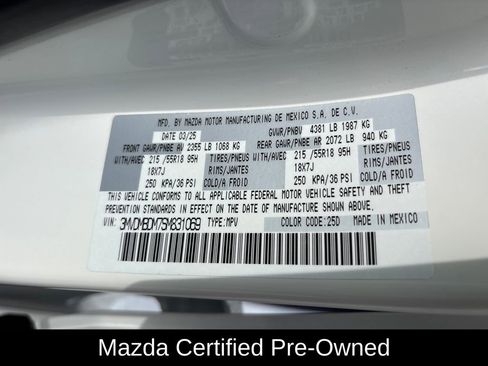 MFD. BY MAZDA MOTOR MANUFACTURING DE MEXICO S.A. DE C.V.
DATE 03/25 GVWR/PNBV 4381 LB 1987 KG
FRONT GAWR/PNBE AV 2355 LB 1068 KG REAR GAWR/PNBE AR 2072 LB 940 KG
WITH/AVEC 215/55R18 95H TIRES/PNEUS WITH/AVEC 215/55R18 95H TIRES/PNEUS
18X7J RIMS/JANTES 18X7J RIMS/JANTES
250 KPA/36 PSI COLD/A FROID 250 KPA/36 PSI COLD/A FROID
THIS VEHICLE CONFORMS TO ALL APPLICABLE FEDERAL MOTOR VEHICLE SAFETY AND THEFT
PREVENTION STANDARDS IN EFFECT ON THE DATE OF MANUFACTURE SHOWN ABOVE.
VIN: 3MVDMBDM7SM831069 TYPE:MPV COLOR CODE:25D MADE IN MEXICO
Mazda Certified Pre-Owned